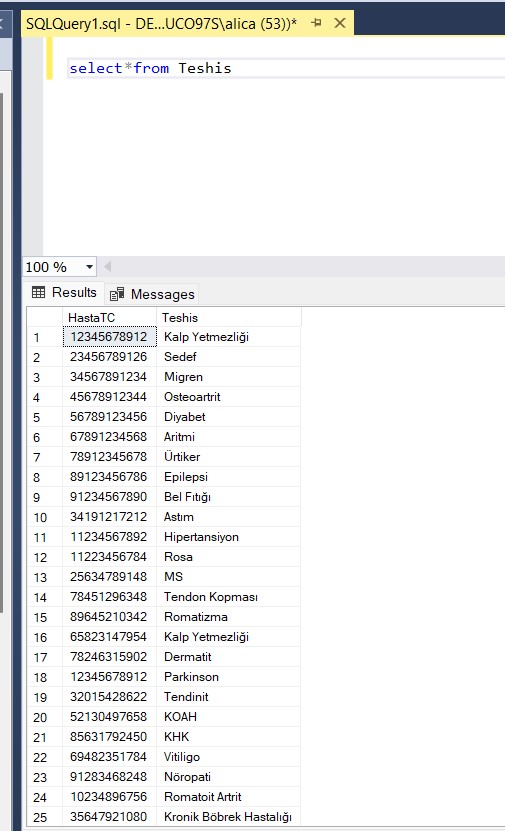 SQLQuery1.sql - DE...UCO97S\alica (53))*
select*from Teshis
100 %
Results Messages
HastaTC Teshis
1 12345678912 Kalp Yetmezliği
2 23456789126 Sedef
3 34567891234 Migren
4 45678912344 Osteoartrit
5 56789123456 Diyabet
6 67891234568 Aritmi
7 78912345678 Ürtiker
8 89123456786 Epilepsi
9 91234567890 Bel Fıtığı
10 34191217212 Astım
11 11234567892 Hipertansiyon
12 11223456784 Rosa
13 25634789148 MS
14 78451296348 Tendon Kopması
15 89645210342 Romatizma
16 65823147954 Kalp Yetmezliği
17 78246315902 Dermatit
18 12345678912 Parkinson
19 32015428622 Tendinit
20 52130497658 KOAH
21 85631792450 KHK
22 69482351784 Vitiligo
23 91283468248 Nöropati
24 10234896756 Romatoit Artrit
25 35647921080 Kronik Böbrek Hastalığı